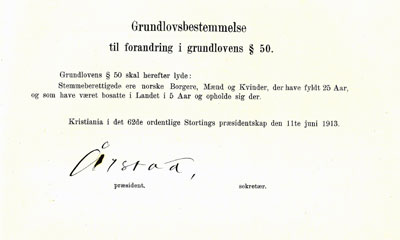 Grundlovsbestemmelse
til forandring i grundlovens § 50.
Grundlovens § 50 skal herefter lyde:
Stemmeberettigede ere norske Borgere, Mænd og Kvinder, der have fyldt 25 Aar,
og som have været bosatte i Landet i 5 Aar og opholde sig der.
Kristiania i det 62de ordentlige Stortings præsidentskap den 11te juni 1913.
Årstad,
præsident. sekretær.